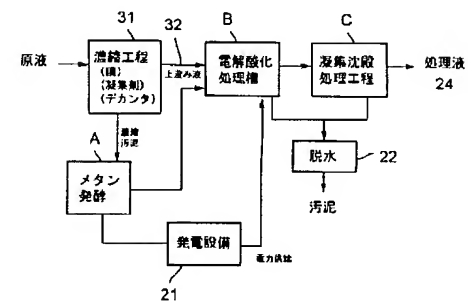 31
32
B
C
原液
濃縮工程
(膜)
(凝集剤)
(デカンタ)
上澄み液
電解酸化
処理槽
凝集沈殿
処理工程
処理液
24
濃縮
汚泥
A
メタン
発酵
脱水
22
汚泥
発電設備
電力供給
21